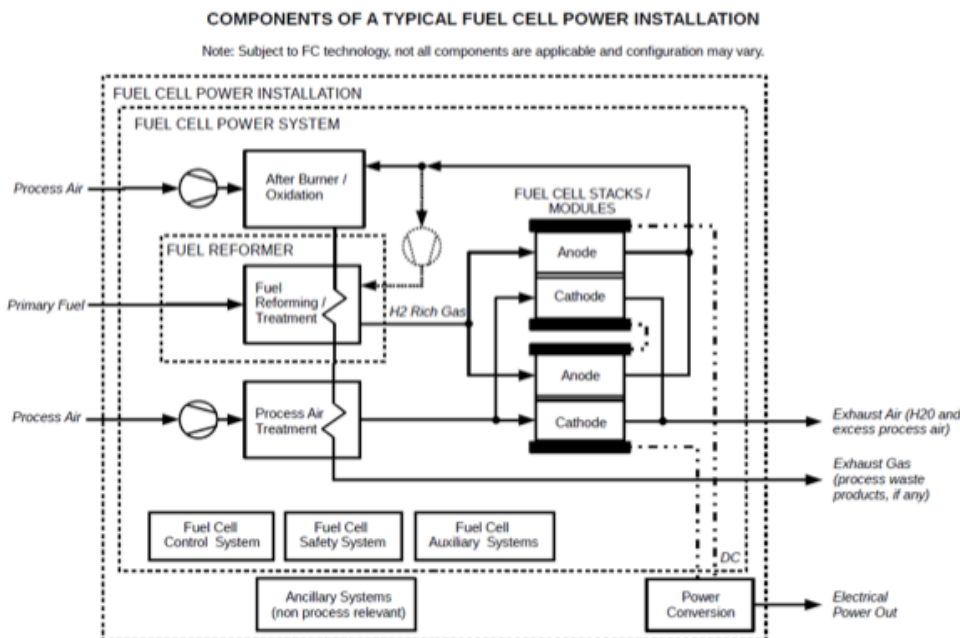 COMPONENTS OF A TYPICAL FUEL CELL POWER INSTALLATION
Note: Subject to FC technology, not all components are applicable and configuration may vary.
FUEL CELL POWER INSTALLATION
FUEL CELL POWER SYSTEM
Process Air
After Burner /
Oxidation
FUEL CELL STACKS /
MODULES
FUEL REFORMER
Anode
Primary Fuel
Fuel
Reforming /
Treatment
H2 Rich Gas
Cathode
Anode
Process Air
Process Air
Treatment
Cathode
Exhaust Air (H20 and
excess process air)
Exhaust Gas
(process waste
products, if any)
Fuel Cell
Control System
Fuel Cell
Safety System
Fuel Cell
Auxiliary Systems
DC
Ancillary Systems
(non process relevant)
Power
Conversion
Electrical
Power Out